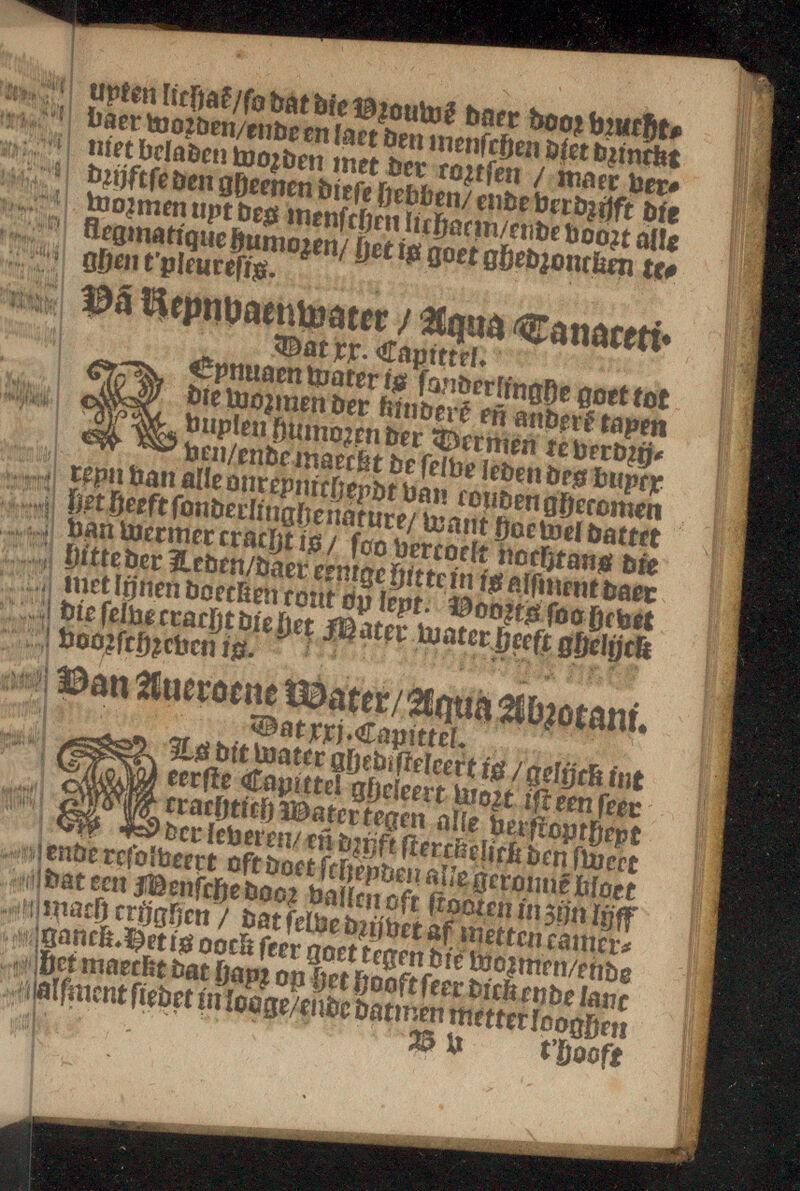 uyten lichaē/so dat die Vrouwē daer door vrucht-
baer worden/ende en laet den menschen diet drinckt
niet beladen worden met der cortsen / maer ver-
drijftse den gheenen diese hebben/ ende verdrijft die
wormen uyt des menschen lichaem/ende voort alle
flegmatique humoren/ het is goet ghedroncken te-
ghen t'pleuresis.
Vā Reynvaenwater / Aqua Tanaceti.
Dat xx. Capittel.
Eynuaen water is sonderlinghe goet tot
die wormen der kinderē eñ anderē tapen
vuylen humoren der Dermen te verdrij-
ven/ende maeckt de selve leden des buycx
reyn van alle onreynicheydt van couden ghecomen
het heeft sonderlinghe nature/ want hoe wel dattet
van wermer cracht is / soo vercoelt nochtans die
hitte der Leden/daer eenige hitte in is alsment daer
met lijnen doecken cout op leyt. Voorts soo hevet
die selve cracht die het Mater water heeft ghelijck
voorschreven is.
Van Aueroene Water/Aqua Abrotani.
Dat xxj. Capittel.
As dit water ghedisteleert is / gelijck int
eerste Capittel gheleert wort ist een seer
crachtich Water tegen alle verstoptheyt
der leveren/ eñ drijft sterckelick den sweet
ende resolveert oft doet scheyden alle geronnē bloet
dat een Mensche door vallen oft stooten in zijn lijff
mach crijghen / dat selve drijvet af metten camer-
ganck. Het is oock seer goet tegen die wormen/ende
het maeckt dat hayr op het hooft seer dick ende lanc
alsment siedet in looge/ende datmen metter looghen
B ij t'hooft